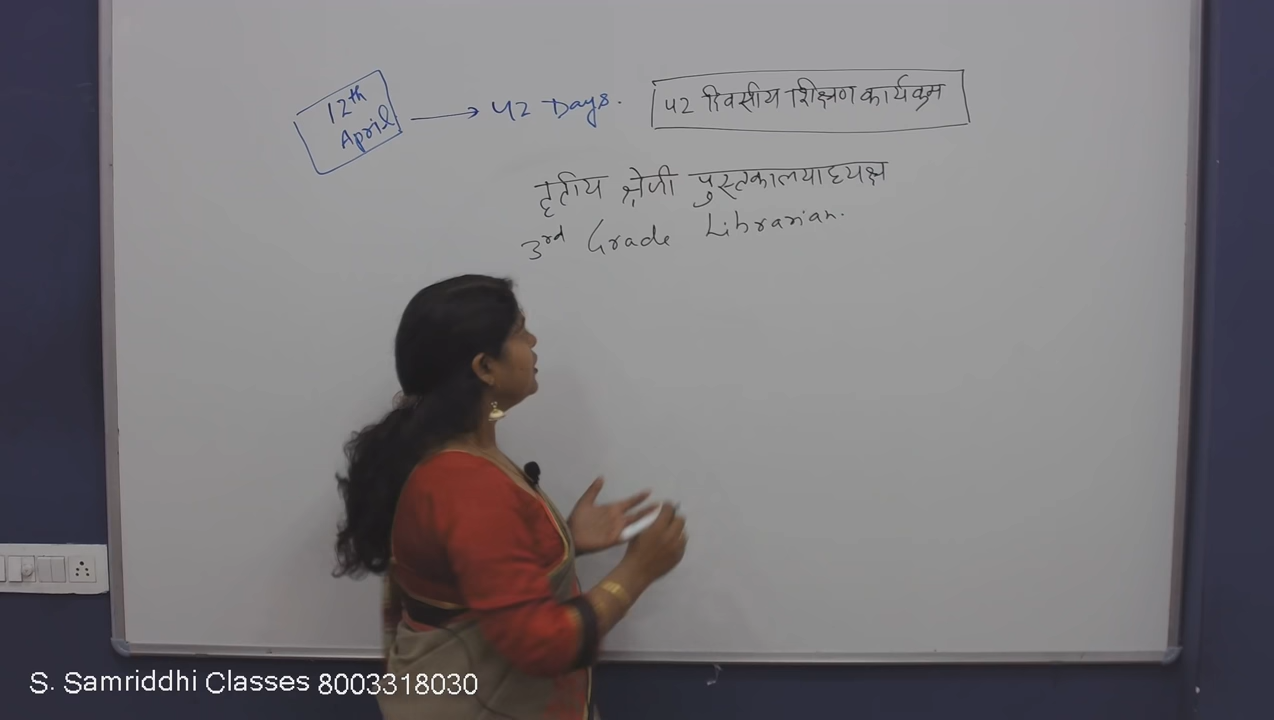 12th April → 42 Days.
42 दिवसीय शिक्षण कार्यक्रम
तृतीय श्रेणी पुस्तकालयाध्यक्ष
3rd Grade Librarian.
S. Samriddhi Classes 8003318030